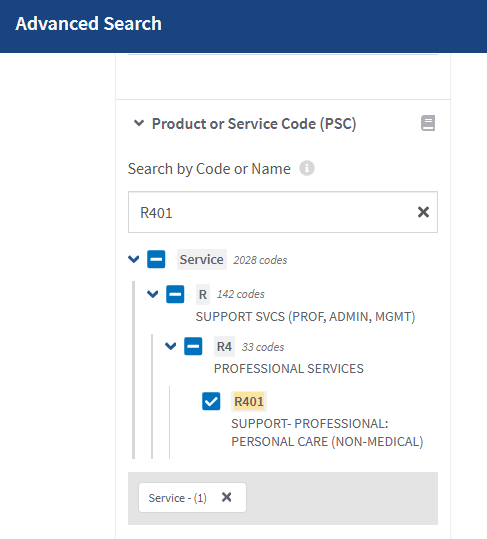 Advanced Search
Product or Service Code (PSC)
Search by Code or Name
R401
Service 2028 codes
R 142 codes
SUPPORT SVCS (PROF, ADMIN, MGMT)
R4 33 codes
PROFESSIONAL SERVICES
R401
SUPPORT- PROFESSIONAL:
PERSONAL CARE (NON-MEDICAL)
Service - (1)